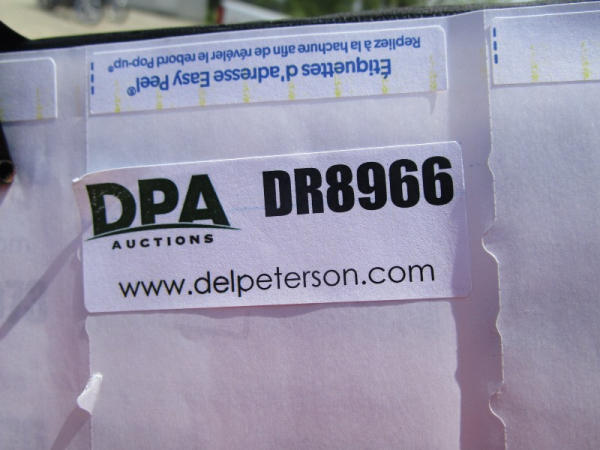 Étiquettes d'adresse Easy Peel®
Repliez à la hachure afin de révéler le rebord Pop-up®
DPA
AUCTIONS
DR8966
www.delpeterson.com